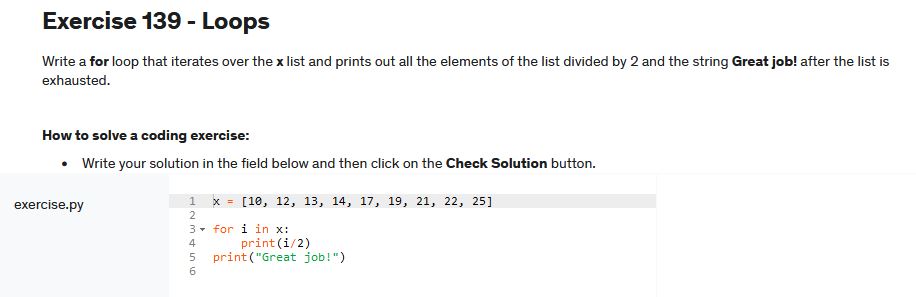 Exercise 139 - Loops
Write a for loop that iterates over the x list and prints out all the elements of the list divided by 2 and the string Great job! after the list is
exhausted.
How to solve a coding exercise:
• Write your solution in the field below and then click on the Check Solution button.
exercise.py
1 x = [10, 12, 13, 14, 17, 19, 21, 22, 25]
2
3 for i in x:
4     print(i/2)
5 print("Great job!")
6